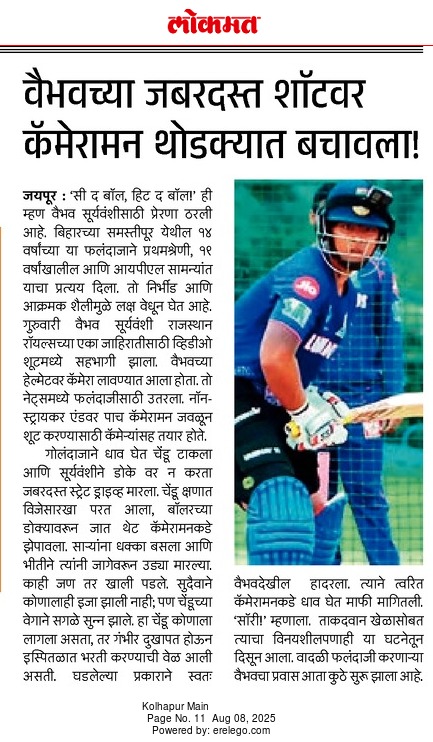 लोकमत
वैभवच्या जबरदस्त शॉटवर
कॅमेरामन थोडक्यात बचावला!
जयपूर : ‘सी द बॉल, हिट द बॉल!’ ही
म्हण वैभव सूर्यवंशीसाठी प्रेरणा ठरली
आहे. बिहारच्या समस्तीपूर येथील १४
वर्षांच्या या फलंदाजाने प्रथमश्रेणी, १९
वर्षांखालील आणि आयपीएल सामन्यांत
याचा प्रत्यय दिला. तो निर्भीड आणि
आक्रमक शैलीमुळे लक्ष वेधून घेत आहे.
गुरुवारी वैभव सूर्यवंशी राजस्थान
रॉयल्सच्या एका जाहिरातीसाठी व्हिडीओ
शूटमध्ये सहभागी झाला. वैभवच्या
हेल्मेटवर कॅमेरा लावण्यात आला होता. तो
नेट्समध्ये फलंदाजीसाठी उतरला. नॉन-
स्ट्रायकर एंडवर पाच कॅमेरामन जवळून
शूट करण्यासाठी कॅमेऱ्यांसह तयार होते.
गोलंदाजाने धाव घेत चेंडू टाकला
आणि सूर्यवंशीने डोके वर न करता
जबरदस्त स्ट्रेट ड्राइव्ह मारला. चेंडू क्षणात
विजेसारखा परत आला, बॉलरच्या
डोक्यावरून जात थेट कॅमेरामनकडे
झेपावला. साऱ्यांना धक्का बसला आणि
भीतीने त्यांनी जागेवरून उड्या मारल्या.
काही जण तर खाली पडले. सुदैवाने
कोणालाही इजा झाली नाही; पण चेंडूच्या
वेगाने सगळे सुन्न झाले. हा चेंडू कोणाला
लागला असता, तर गंभीर दुखापत होऊन
इस्पितळात भरती करण्याची वेळ आली
असती. घडलेल्या प्रकाराने स्वतः
Jio
वैभवदेखील हादरला. त्याने त्वरित
कॅमेरामनकडे धाव घेत माफी मागितली.
‘सॉरी!’ म्हणाला. ताकदवान खेळासोबत
त्याचा विनयशीलपणाही या घटनेतून
दिसून आला. वादळी फलंदाजी करणाऱ्या
वैभवचा प्रवास आता कुठे सुरू झाला आहे.
Kolhapur Main
Page No. 11 Aug 08, 2025
Powered by: erelego.com